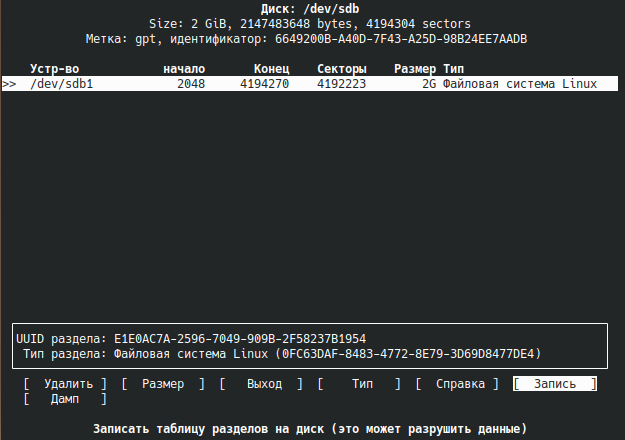 Диск: /dev/sdb
Size: 2 GiB, 2147483648 bytes, 4194304 sectors
Метка: gpt, идентификатор: 6649200B-A40D-7F43-A25D-98B24EE7AADB
Устр-во начало Конец Секторы Размер Тип
>> /dev/sdb1 2048 4194270 4192223 2G Файловая система Linux
UUID раздела: E1E0AC7A-2596-7049-909B-2F58237B1954
Тип раздела: Файловая система Linux (0FC63DAF-8483-4772-8E79-3D69D8477DE4)
[ Удалить ] [ Размер ] [ Выход ] [ Тип ] [ Справка ] [ Запись ]
[ Дамп ]
Записать таблицу разделов на диск (это может разрушить данные)